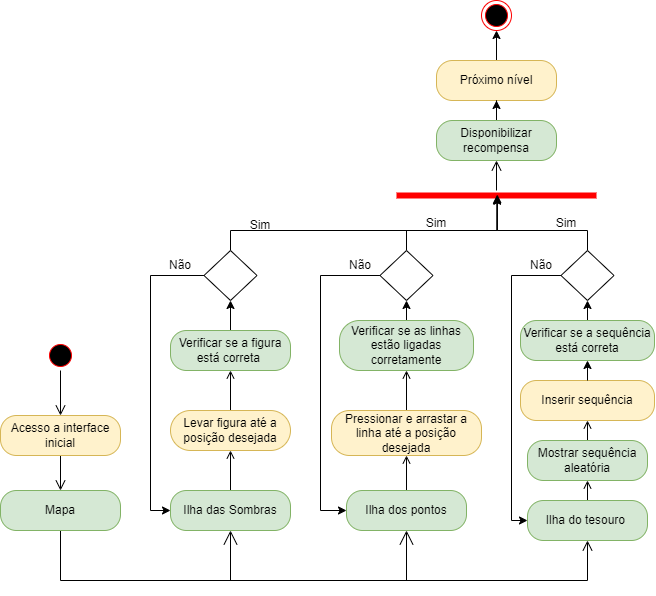 Próximo nível
Disponibilizar
recompensa
Sim
Sim
Sim
Não
Não
Não
Verificar se a figura
está correta
Verificar se as linhas
estão ligadas
corretamente
Verificar se a sequência
está correta
Acesso a interface
inicial
Levar figura até a
posição desejada
Pressionar e arrastar a
linha até a posição
desejada
Inserir sequência
Mostrar sequência
aleatória
Mapa
Ilha das Sombras
Ilha dos pontos
Ilha do tesouro